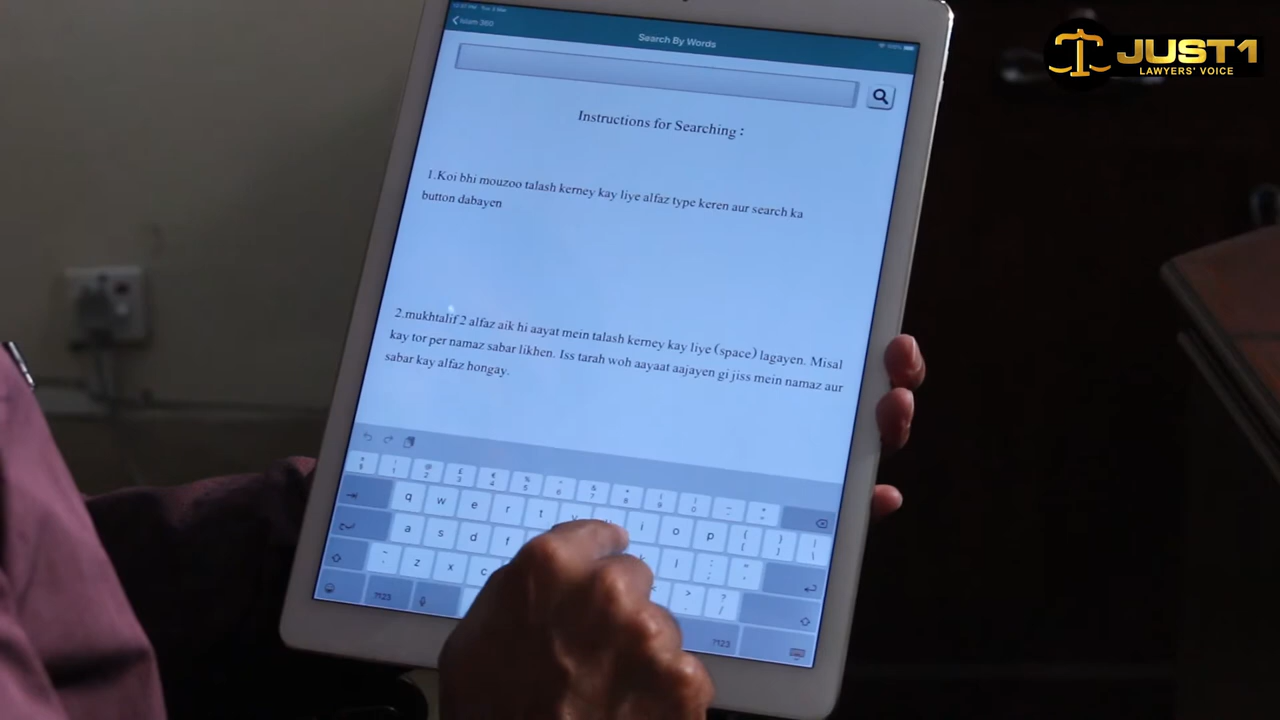 Islam 360
Search By Words
JUST1
LAWYERS' VOICE
Instructions for Searching :
1.Koi bhi mouzoo talash kerney kay liye alfaz type keren aur search ka
button dabayen
2.mukhtalif 2 alfaz aik hi aayat mein talash kerney kay liye (space) lagayen. Misal
kay tor per namaz sabar likhen. Iss tarah woh aayaat aajayen gi jiss mein namaz aur
sabar kay alfaz hongay.
q w e r t i o p
a s d f l
z x c
?123 ?123